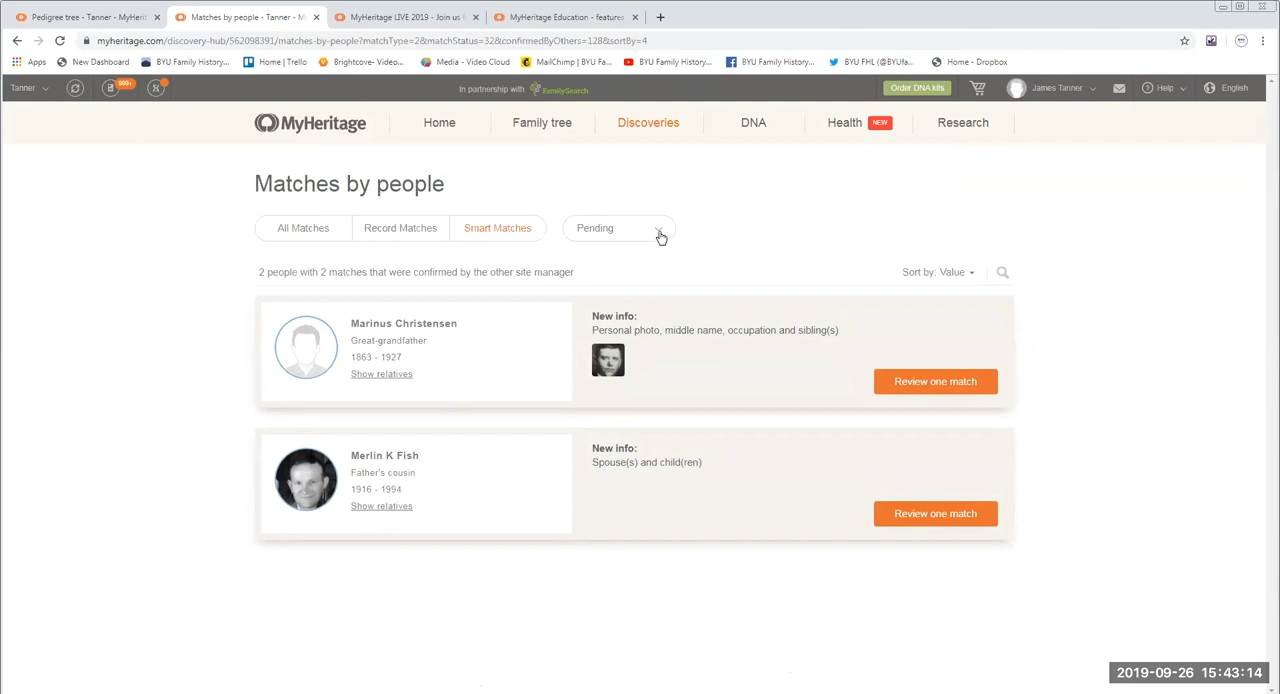 Pedigree tree - Tanner - MyHerit
Matches by people - Tanner - M
MyHeritage LIVE 2019 - Join us
MyHeritage Education - features
myheritage.com/discovery-hub/562098391/matches-by-people?matchType=2&matchStatus=32&confirmedByOthers=128&sortBy=4
Apps New Dashboard BYU Family History... Home | Trello Brightcove- Video... Media - Video Cloud MailChimp | BYU Fa... BYU Family History... BYU Family History... BYU FHL (@BYUfa... Home - Dropbox
Tanner 999+ In partnership with FamilySearch Order DNA kits James Tanner Help English
MyHeritage Home Family tree Discoveries DNA Health NEW Research
Matches by people
All Matches Record Matches Smart Matches Pending
2 people with 2 matches that were confirmed by the other site manager Sort by: Value
Marinus Christensen
Great-grandfather
1863 - 1927
Show relatives
New info:
Personal photo, middle name, occupation and sibling(s)
Review one match
Merlin K Fish
Father's cousin
1916 - 1994
Show relatives
New info:
Spouse(s) and child(ren)
Review one match
2019-09-26 15:43:14